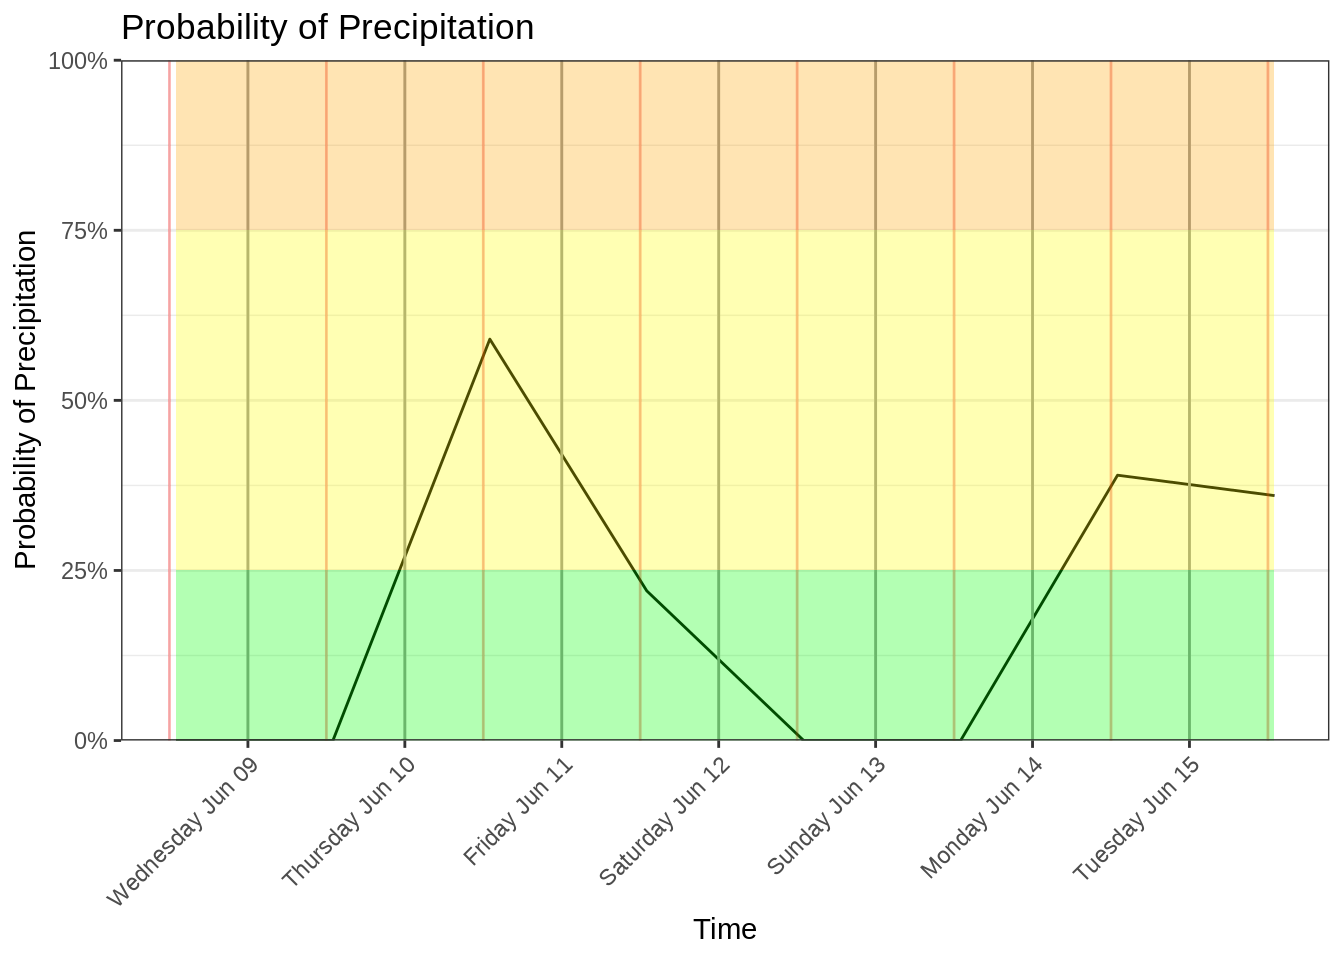 Probability of Precipitation
Probability of Precipitation
100%
75%
50%
25%
0%
Wednesday Jun 09
Thursday Jun 10
Friday Jun 11
Saturday Jun 12
Sunday Jun 13
Monday Jun 14
Tuesday Jun 15
Time